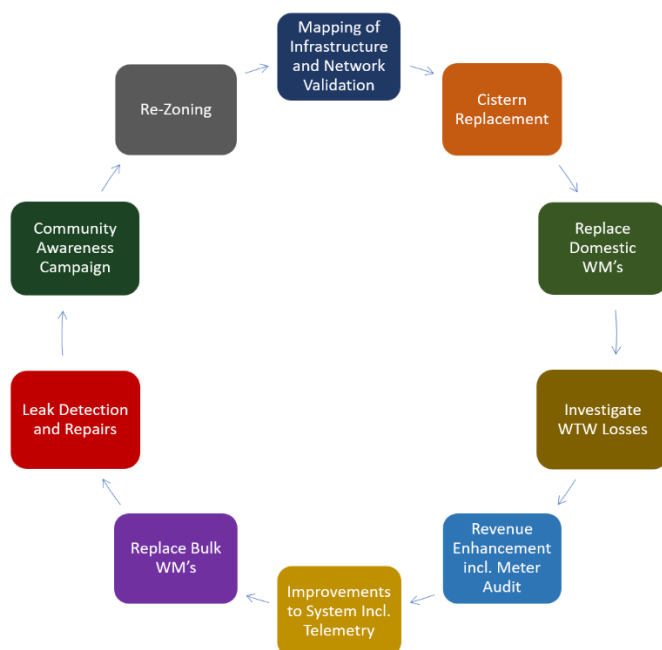 Mapping of
Infrastructure
and Network
Validation
Cistern
Replacement
Replace
Domestic
WM's
Investigate
WTW Losses
Revenue
Enhancement
incl. Meter
Audit
Improvements
to System Incl.
Telemetry
Replace Bulk
WM's
Leak Detection
and Repairs
Community
Awareness
Campaign
Re-Zoning